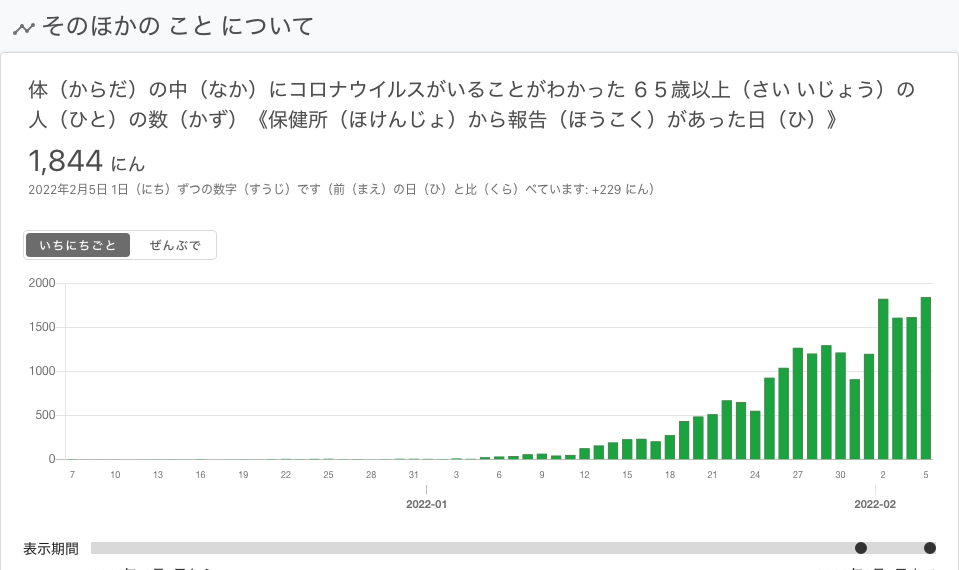 そのほかの こと について
体（からだ）の中（なか）にコロナウイルスがいることがわかった ６５歳以上（さい いじょう）の
人（ひと）の数（かず）《保健所（ほけんじょ）から報告（ほうこく）があった日（ひ）》
1,844 にん
2022年2月5日 1日（にち）ずつの数字（すうじ）です（前（まえ）の日（ひ）と比（くら）べています: +229 にん）
いちにちごと ぜんぶで
2000
1500
1000
500
0
7 10 13 16 19 22 25 28 31 3 6 9 12 15 18 21 24 27 30 2 5
2022-01 2022-02
表示期間